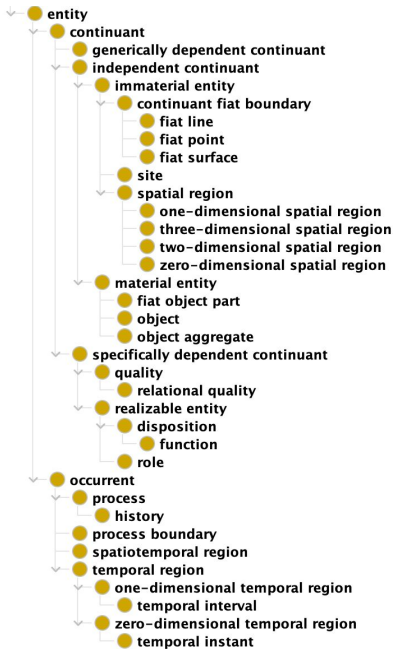 entity
continuant
generically dependent continuant
independent continuant
immaterial entity
continuant fiat boundary
fiat line
fiat point
fiat surface
site
spatial region
one-dimensional spatial region
three-dimensional spatial region
two-dimensional spatial region
zero-dimensional spatial region
material entity
fiat object part
object
object aggregate
specifically dependent continuant
quality
relational quality
realizable entity
disposition
function
role
occurrent
process
history
process boundary
spatiotemporal region
temporal region
one-dimensional temporal region
temporal interval
zero-dimensional temporal region
temporal instant